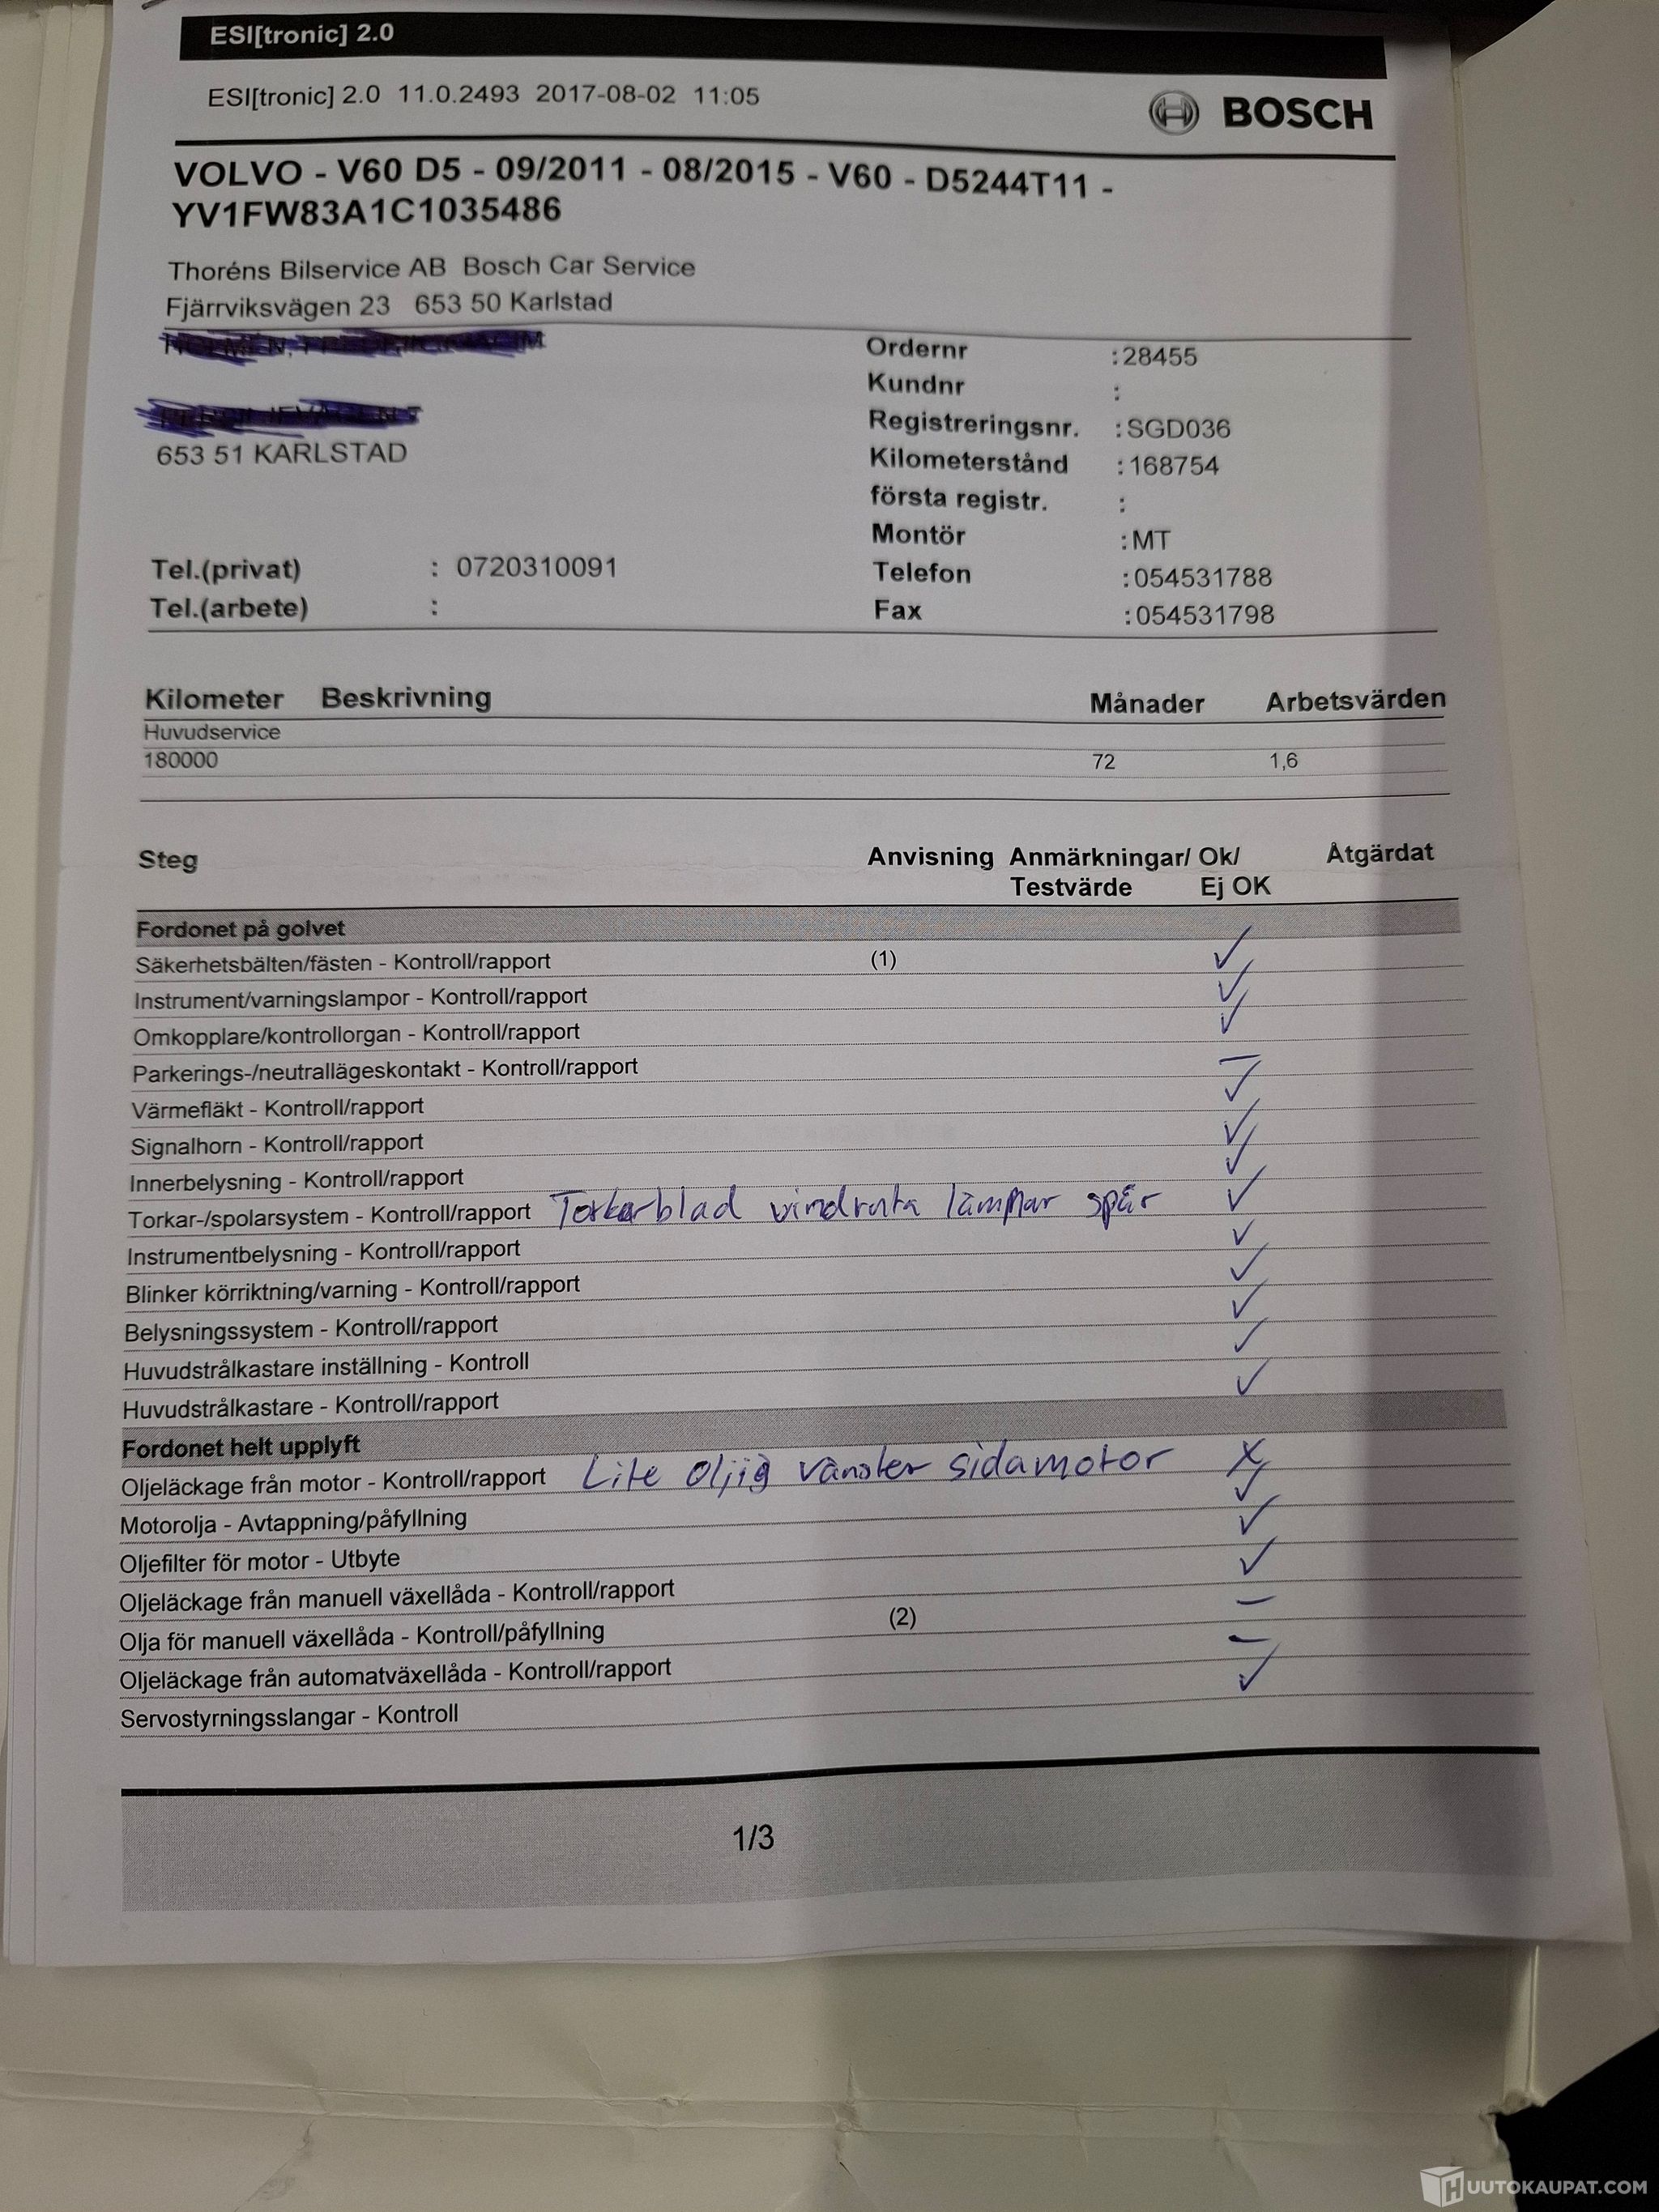 ESI[tronic] 2.0
ESI[tronic] 2.0 11.0.2493 2017-08-02 11:05
BOSCH
VOLVO - V60 D5 - 09/2011 - 08/2015 - V60 - D5244T11 -
YV1FW83A1C1035486
Thoréns Bilservice AB Bosch Car Service
Fjärrviksvägen 23 653 50 Karlstad
653 51 KARLSTAD
Tel.(privat) : 0720310091
Tel.(arbete) :
Ordernr :28455
Kundnr :
Registreringsnr. :SGD036
Kilometerstånd :168754
första registr. :
Montör :MT
Telefon :054531788
Fax :054531798
Kilometer Beskrivning Månader Arbetsvärden
Huvudservice
180000 72 1,6
Steg Anvisning Anmärkningar/ Ok/ Åtgärdat
Testvärde Ej OK
Fordonet på golvet
Säkerhetsbälten/fästen - Kontroll/rapport (1) ✓
Instrument/varningslampor - Kontroll/rapport ✓
Omkopplare/kontrollorgan - Kontroll/rapport ✓
Parkerings-/neutrallägeskontakt - Kontroll/rapport –
Värmefläkt - Kontroll/rapport ✓
Signalhorn - Kontroll/rapport ✓
Innerbelysning - Kontroll/rapport ✓
Torkar-/spolarsystem - Kontroll/rapport Torkarblad vindruta lämnar spår ✓
Instrumentbelysning - Kontroll/rapport ✓
Blinker körriktning/varning - Kontroll/rapport ✓
Belysningssystem - Kontroll/rapport ✓
Huvudstrålkastare inställning - Kontroll ✓
Huvudstrålkastare - Kontroll/rapport ✓
Fordonet helt upplyft
Oljeläckage från motor - Kontroll/rapport Lite oljig vänster sida motor X
Motorolja - Avtappning/påfyllning ✓
Oljefilter för motor - Utbyte ✓
Oljeläckage från manuell växellåda - Kontroll/rapport ✓
Olja för manuell växellåda - Kontroll/påfyllning (2) –
Oljeläckage från automatväxellåda - Kontroll/rapport –
Servostyrningsslangar - Kontroll ✓
1/3
HUUTOKAUPAT.COM